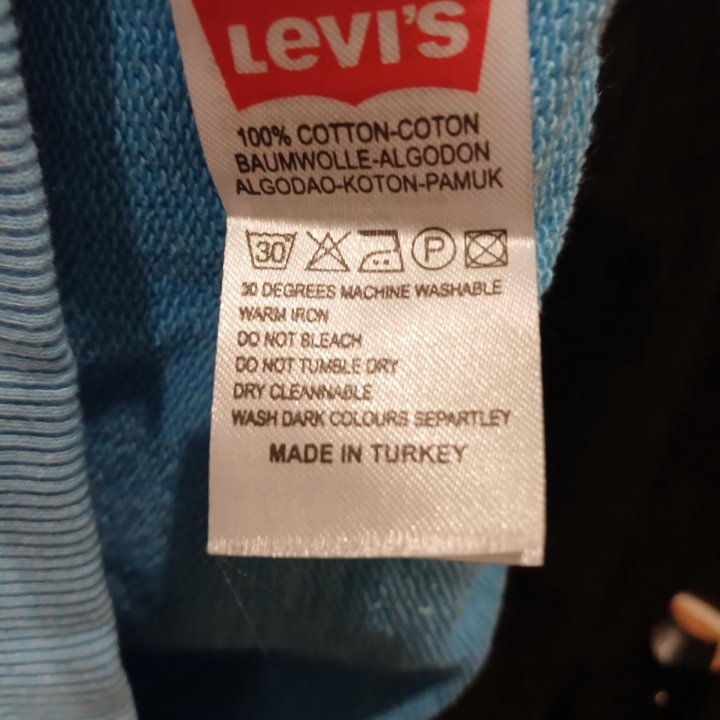 LEVI'S
100% COTTON-COTON
BAUMWOLLE-ALGODON
ALGODAO-KOTON-PAMUK
30 P
30 DEGREES MACHINE WASHABLE
WARM IRON
DO NOT BLEACH
DO NOT TUMBLE DRY
DRY CLEANNABLE
WASH DARK COLOURS SEPARTLEY
MADE IN TURKEY